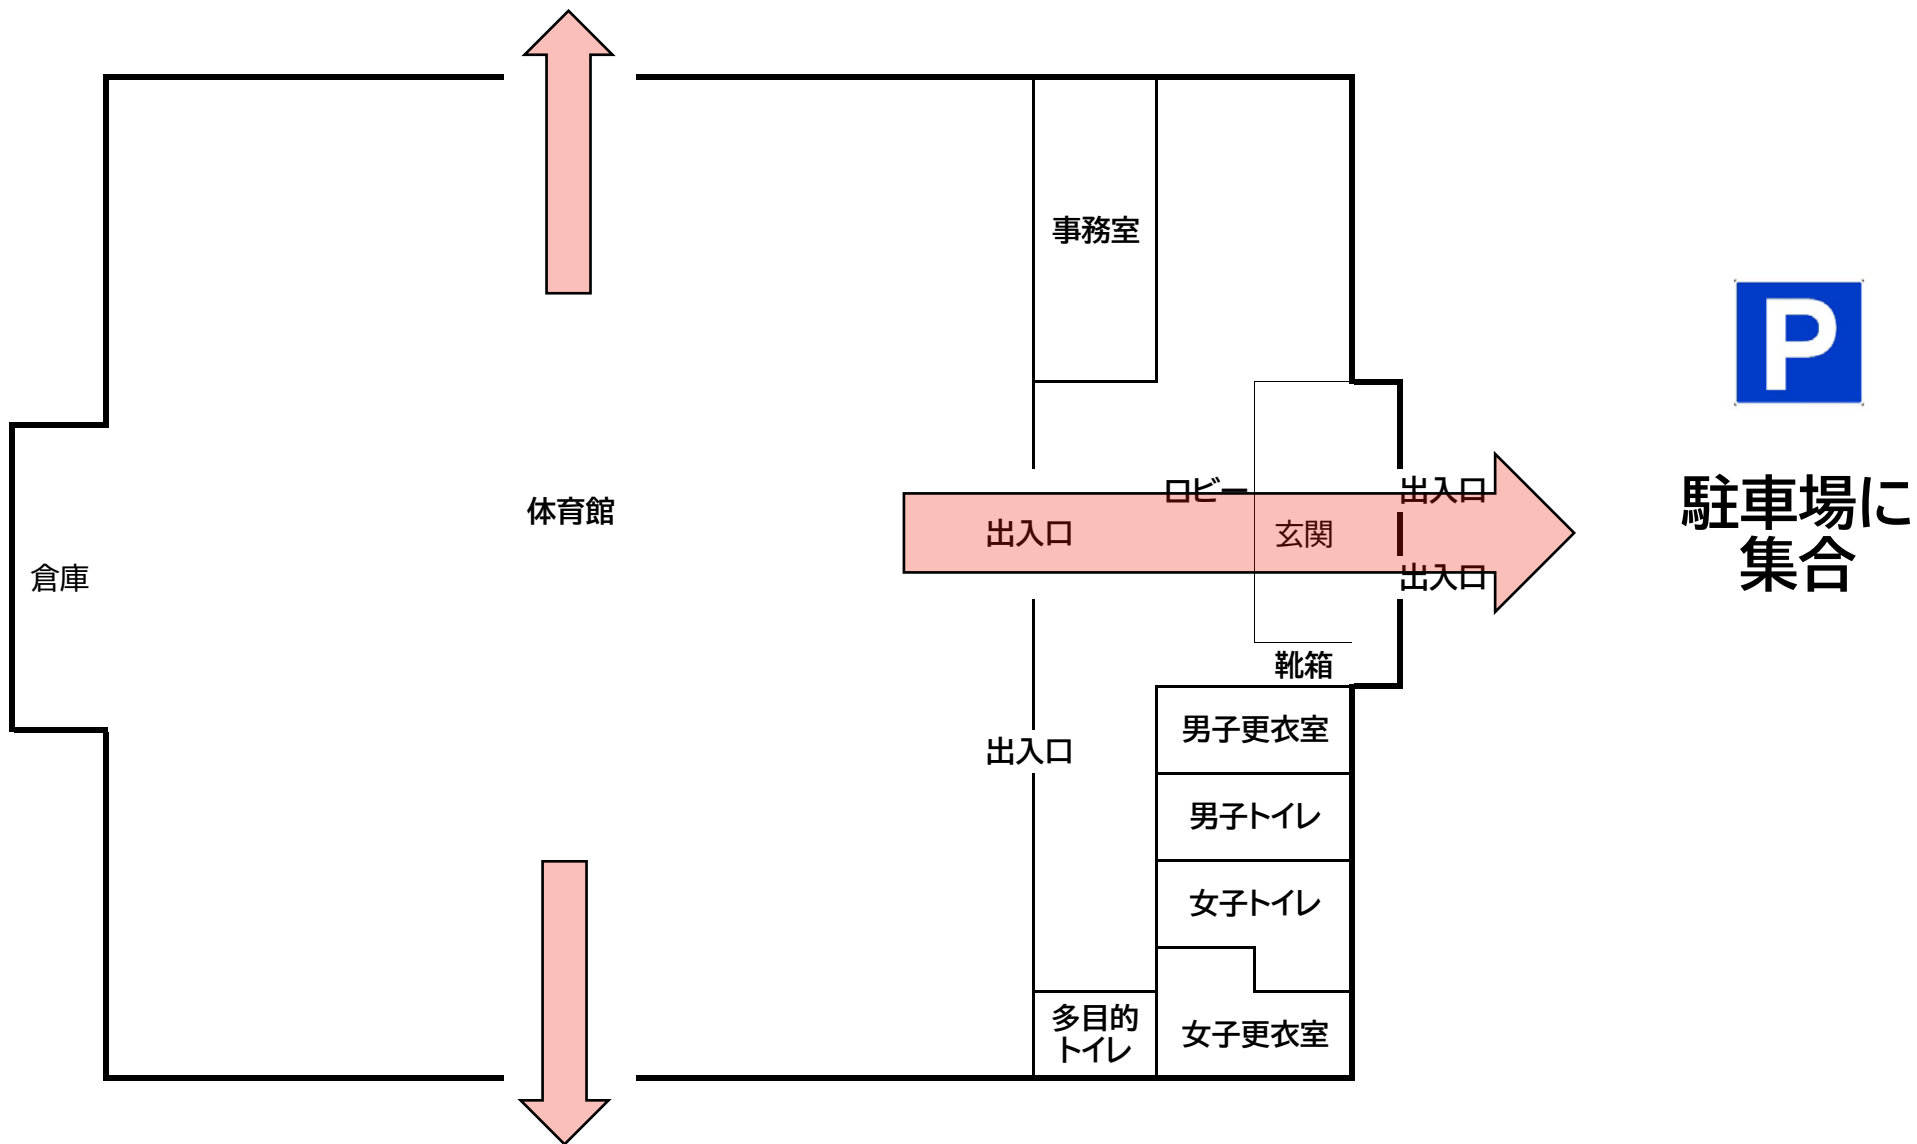 事務室
P
ロビー
出入口
駐車場に
集合
体育館
出入口
玄関
倉庫
出入口
靴箱
男子更衣室
出入口
男子トイレ
女子トイレ
多目的
トイレ
女子更衣室